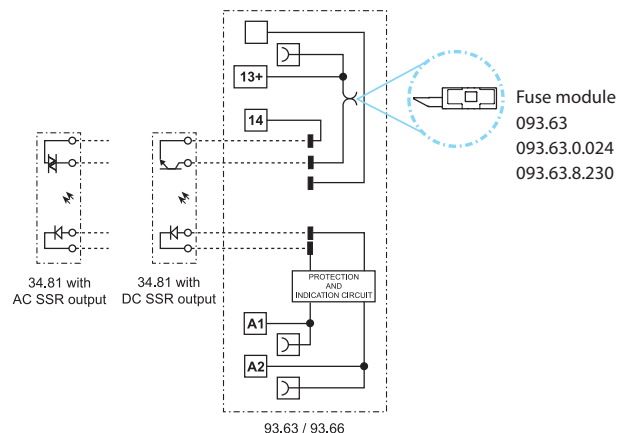 13+
14
Fuse module
093.63
093.63.0.024
093.63.8.230
34.81 with
AC SSR output
34.81 with
DC SSR output
PROTECTION
AND
INDICATION CIRCUIT
A1
A2
93.63 / 93.66